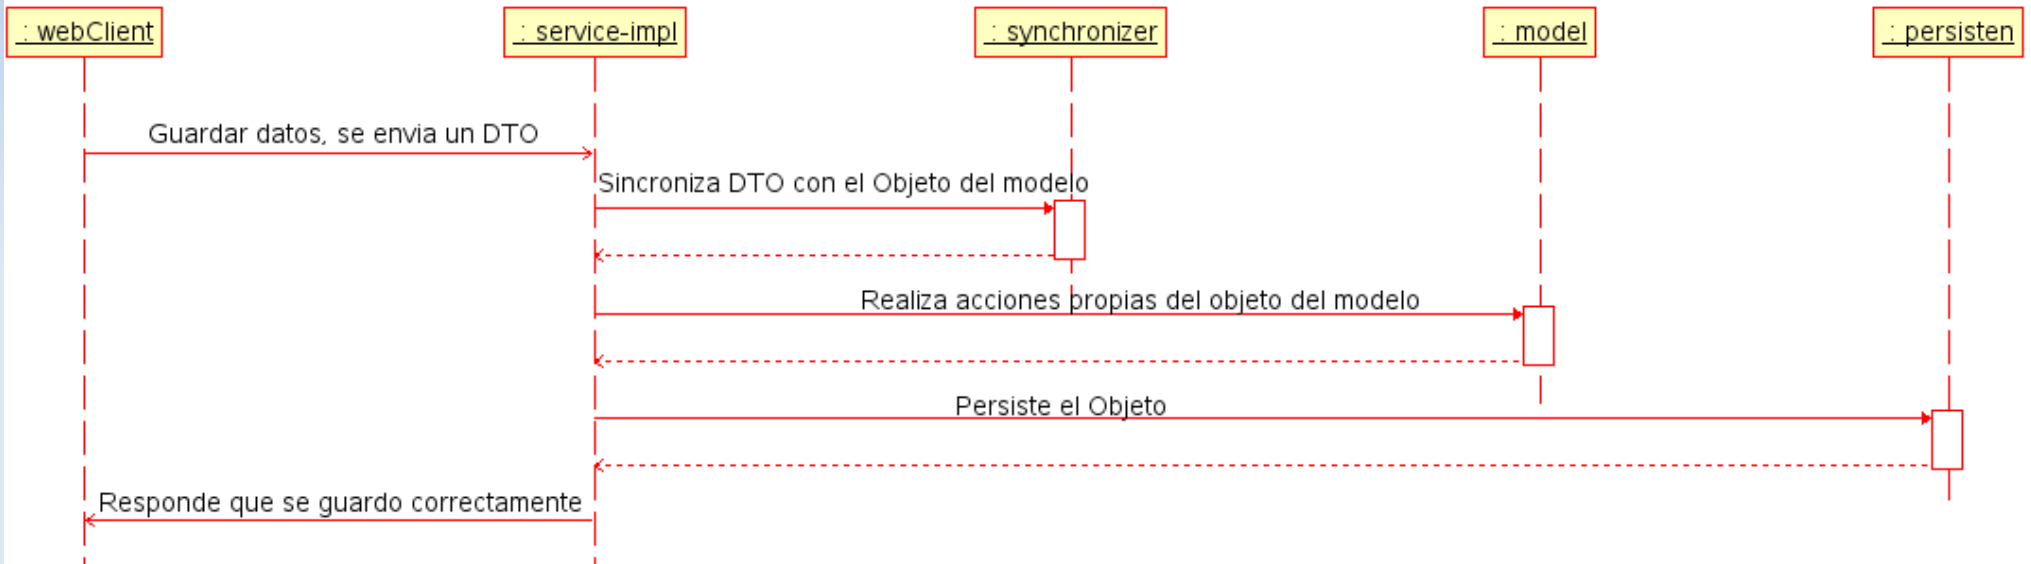 : webClient
: service-impl
: synchronizer
: model
: persisten
Guardar datos, se envia un DTO
Sincroniza DTO con el Objeto del modelo
Realiza acciones propias del objeto del modelo
Persiste el Objeto
Responde que se guardo correctamente